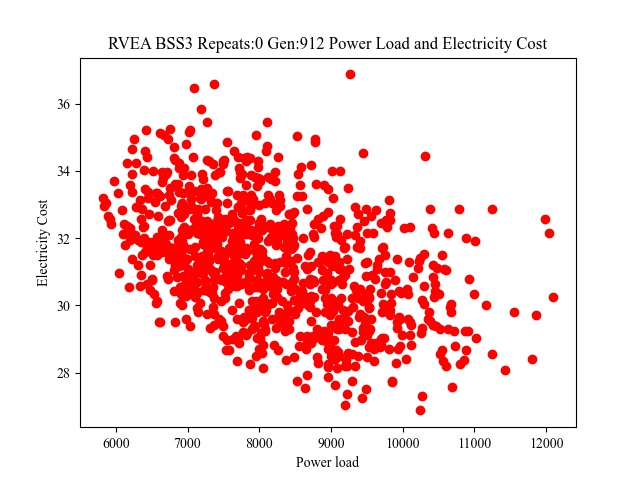 RVEA BSS3 Repeats:0 Gen:912 Power Load and Electricity Cost
Electricity Cost
36
34
32
30
28
6000 7000 8000 9000 10000 11000 12000
Power load